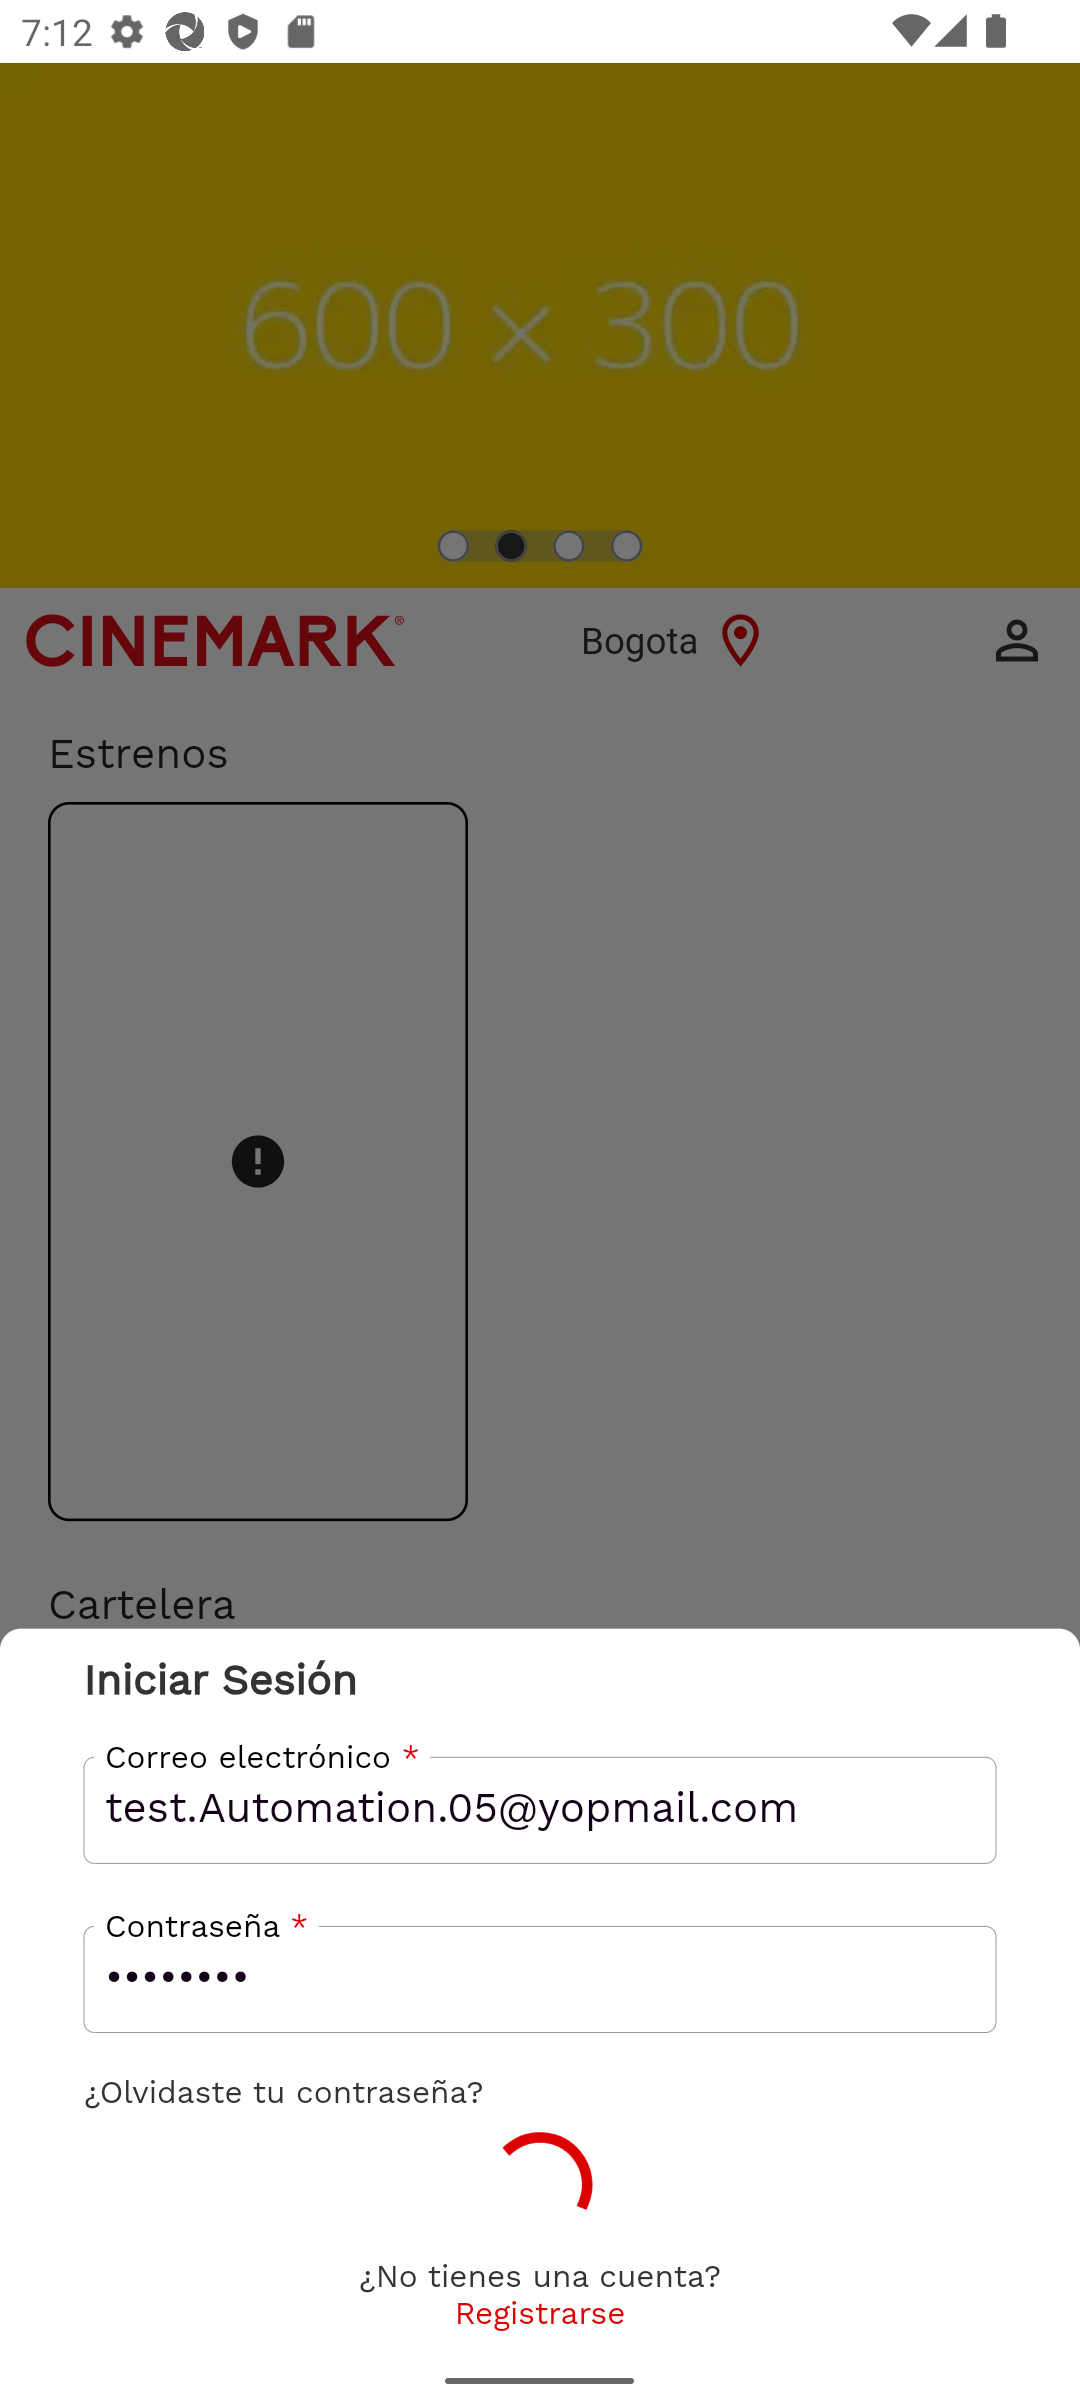 7:12
600 × 300
CINEMARK®
Bogota
Estrenos
Cartelera
Iniciar Sesión
Correo electrónico *
test.Automation.05@yopmail.com
Contraseña *
••••••••
¿Olvidaste tu contraseña?
¿No tienes una cuenta?
Registrarse